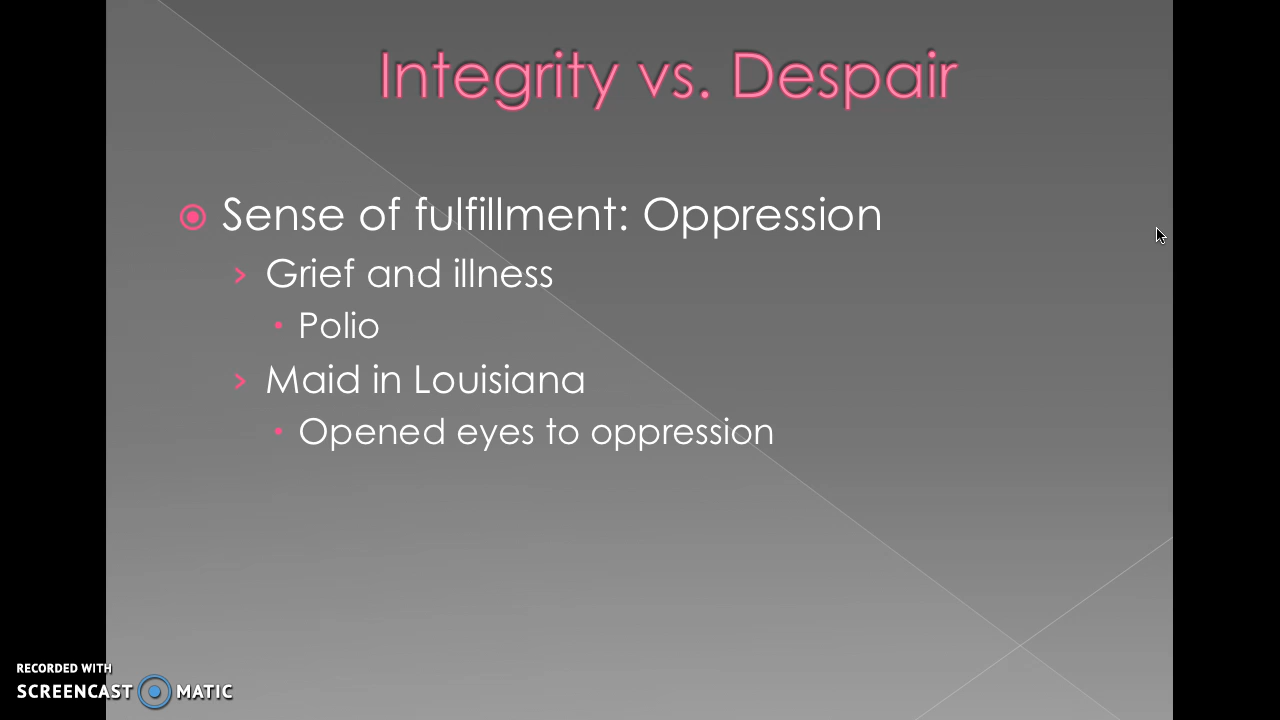 Integrity vs. Despair
Sense of fulfillment: Oppression
Grief and illness
Polio
Maid in Louisiana
Opened eyes to oppression
RECORDED WITH
SCREENCAST MATIC